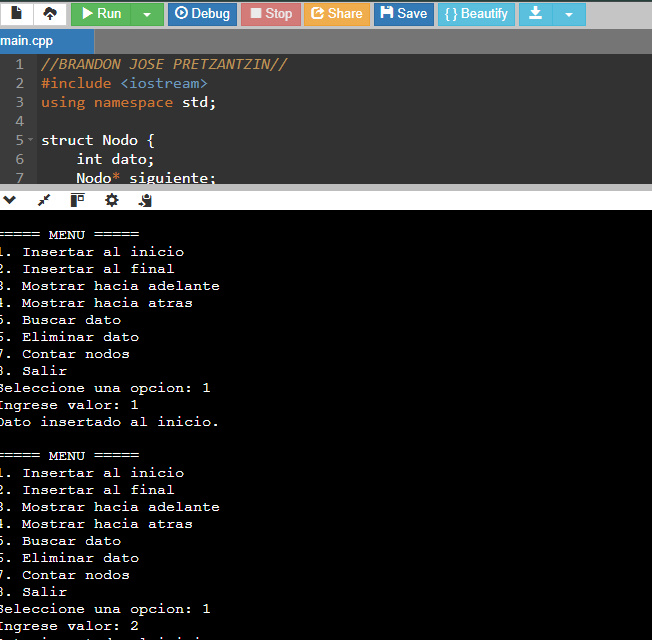 Run Debug Stop Share Save { } Beautify
main.cpp
1 //BRANDON JOSE PRETZANTZIN//
2 #include <iostream>
3 using namespace std;
4
5 struct Nodo {
6 int dato;
7 Nodo* siguiente;
===== MENU =====
1. Insertar al inicio
2. Insertar al final
3. Mostrar hacia adelante
4. Mostrar hacia atras
5. Buscar dato
6. Eliminar dato
7. Contar nodos
8. Salir
Seleccione una opcion: 1
Ingrese valor: 1
Dato insertado al inicio.
===== MENU =====
1. Insertar al inicio
2. Insertar al final
3. Mostrar hacia adelante
4. Mostrar hacia atras
5. Buscar dato
6. Eliminar dato
7. Contar nodos
8. Salir
Seleccione una opcion: 1
Ingrese valor: 2